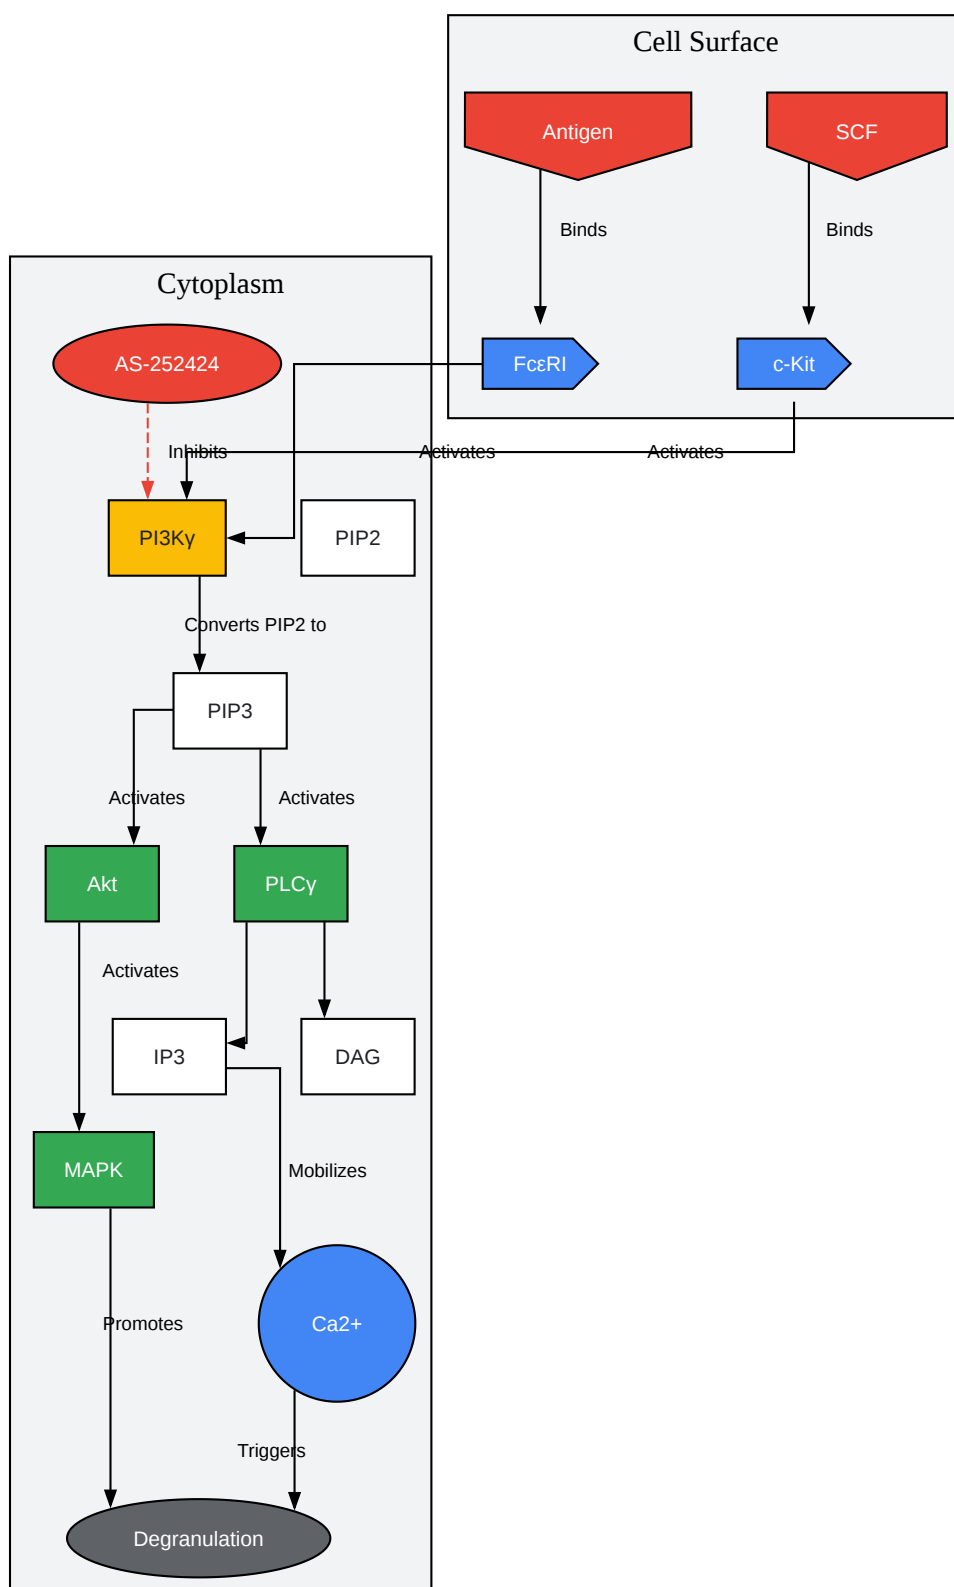 Cell Surface
Antigen
SCF
Binds
Binds
Cytoplasm
AS-252424
FcεRI
c-Kit
Inhibits
Activates
Activates
PI3Kγ
PIP2
Converts PIP2 to
PIP3
Activates
Activates
Akt
PLCγ
Activates
IP3
DAG
MAPK
Mobilizes
Promotes
Ca2+
Triggers
Degranulation